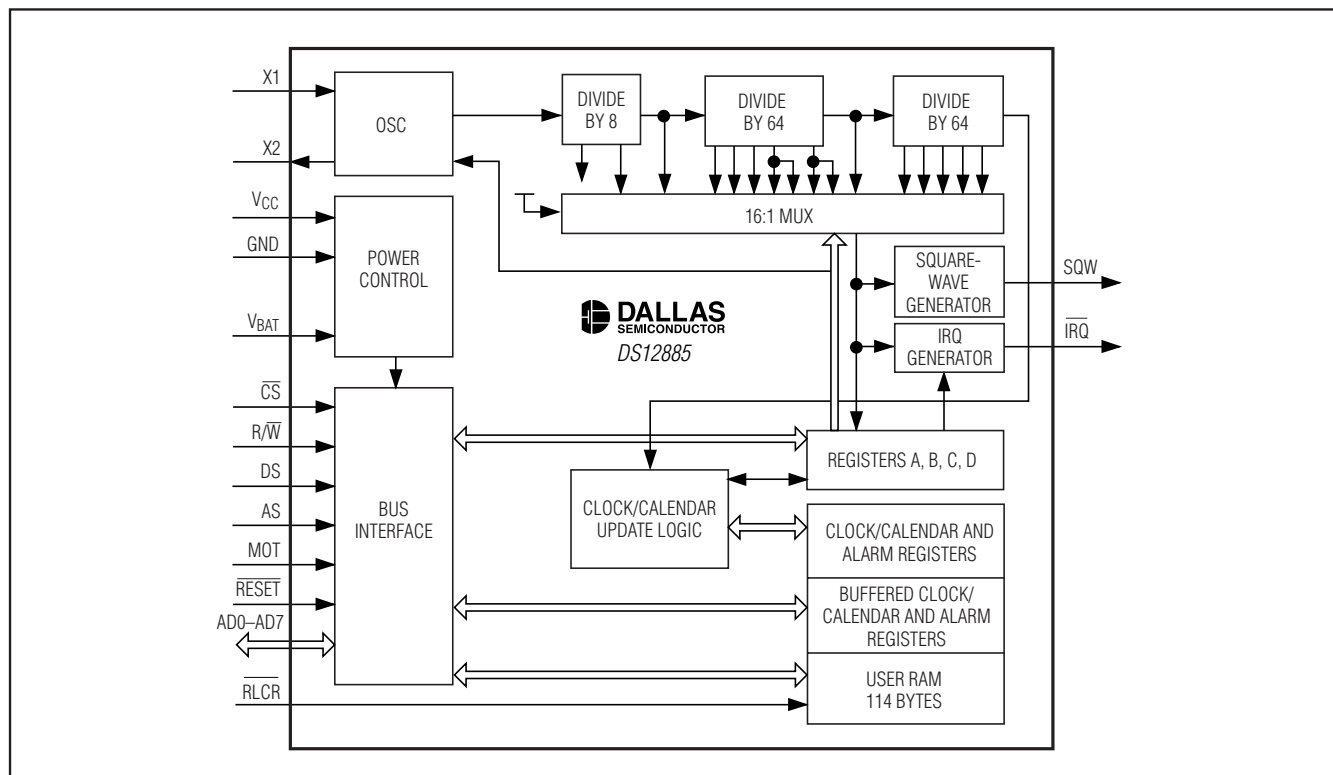 X1
X2
VCC
GND
VBAT
CS
R/W
DS
AS
MOT
RESET
AD0–AD7
RLCR
OSC
DIVIDE
BY 8
DIVIDE
BY 64
DIVIDE
BY 64
16:1 MUX
POWER
CONTROL
SQUARE-
WAVE
GENERATOR
SQW
IRQ
GENERATOR
IRQ
DALLAS
SEMICONDUCTOR
DS12885
BUS
INTERFACE
REGISTERS A, B, C, D
CLOCK/CALENDAR
UPDATE LOGIC
CLOCK/CALENDAR AND
ALARM REGISTERS
BUFFERED CLOCK/
CALENDAR AND ALARM
REGISTERS
USER RAM
114 BYTES